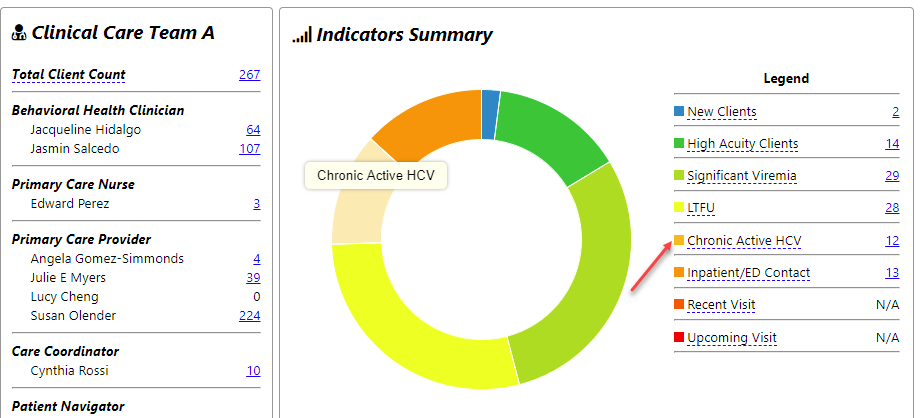 Clinical Care Team A
Total Client Count 267
Behavioral Health Clinician
Jacqueline Hidalgo 64
Jasmin Salcedo 107
Primary Care Nurse
Edward Perez 3
Primary Care Provider
Angela Gomez-Simmonds 4
Julie E Myers 39
Lucy Cheng 0
Susan Olender 224
Care Coordinator
Cynthia Rossi 10
Patient Navigator
Indicators Summary
Chronic Active HCV
Legend
New Clients 2
High Acuity Clients 14
Significant Viremia 29
LTFU 28
Chronic Active HCV 12
Inpatient/ED Contact 13
Recent Visit N/A
Upcoming Visit N/A